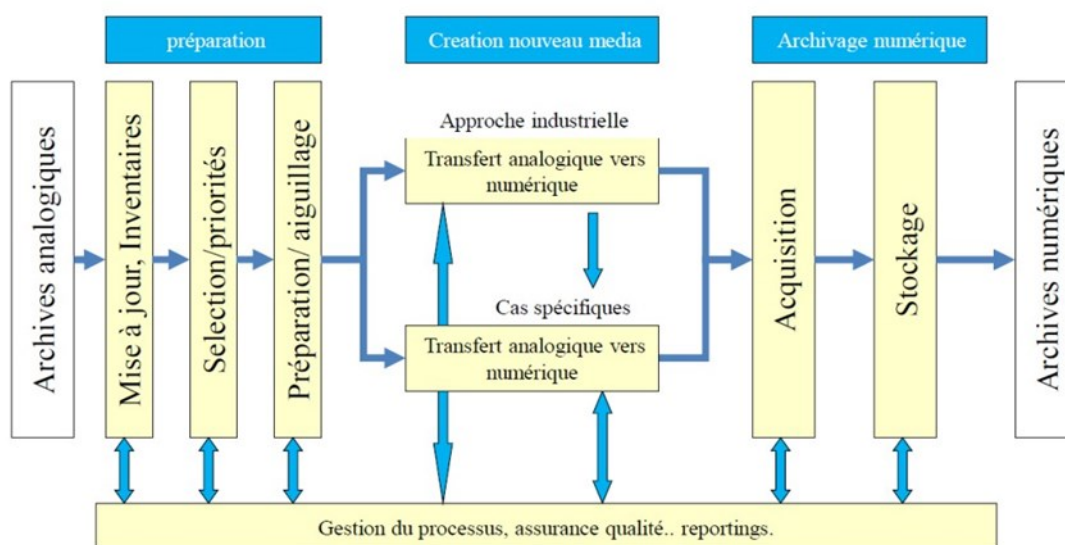 préparation
Creation nouveau media
Archivage numérique
Archives analogiques
Mise à jour, Inventaires
Selection/priorités
Préparation/ aiguillage
Approche industrielle
Transfert analogique vers
numérique
Cas spécifiques
Transfert analogique vers
numérique
Acquisition
Stockage
Archives numériques
Gestion du processus, assurance qualité.. reportings.